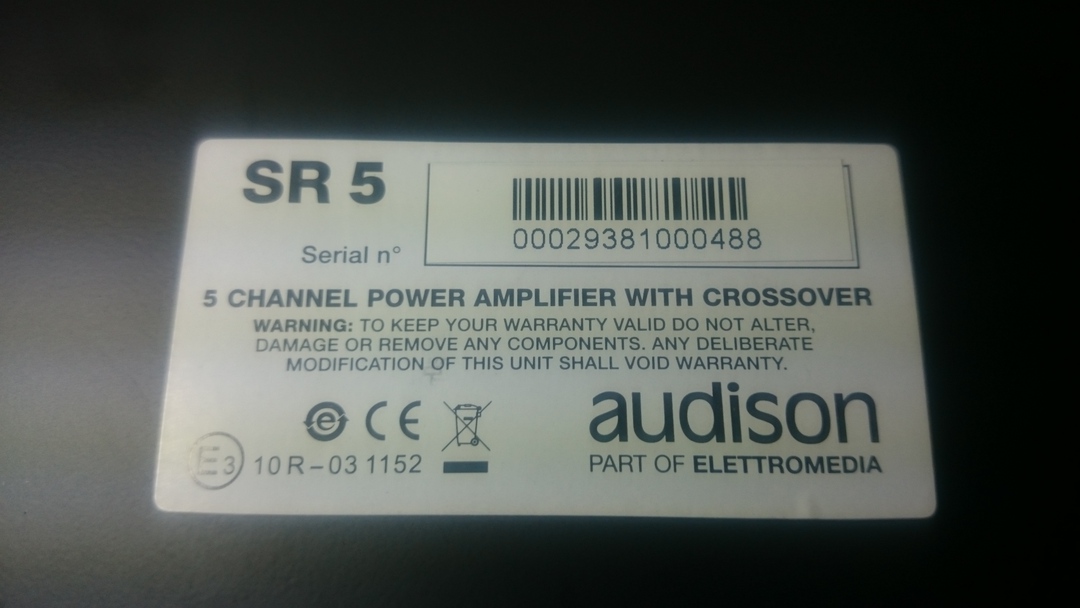 SR 5
00029381000488
Serial n°
5 CHANNEL POWER AMPLIFIER WITH CROSSOVER
WARNING: TO KEEP YOUR WARRANTY VALID DO NOT ALTER,
DAMAGE OR REMOVE ANY COMPONENTS. ANY DELIBERATE
MODIFICATION OF THIS UNIT SHALL VOID WARRANTY.
e CE
audison
E3 10 R-03 1152
PART OF ELETTROMEDIA